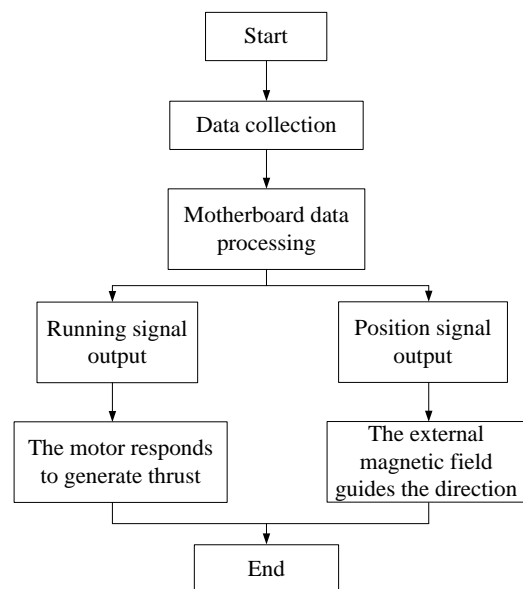 Start
Data collection
Motherboard data
processing
Running signal
output
Position signal
output
The motor responds
to generate thrust
The external
magnetic field
guides the direction
End